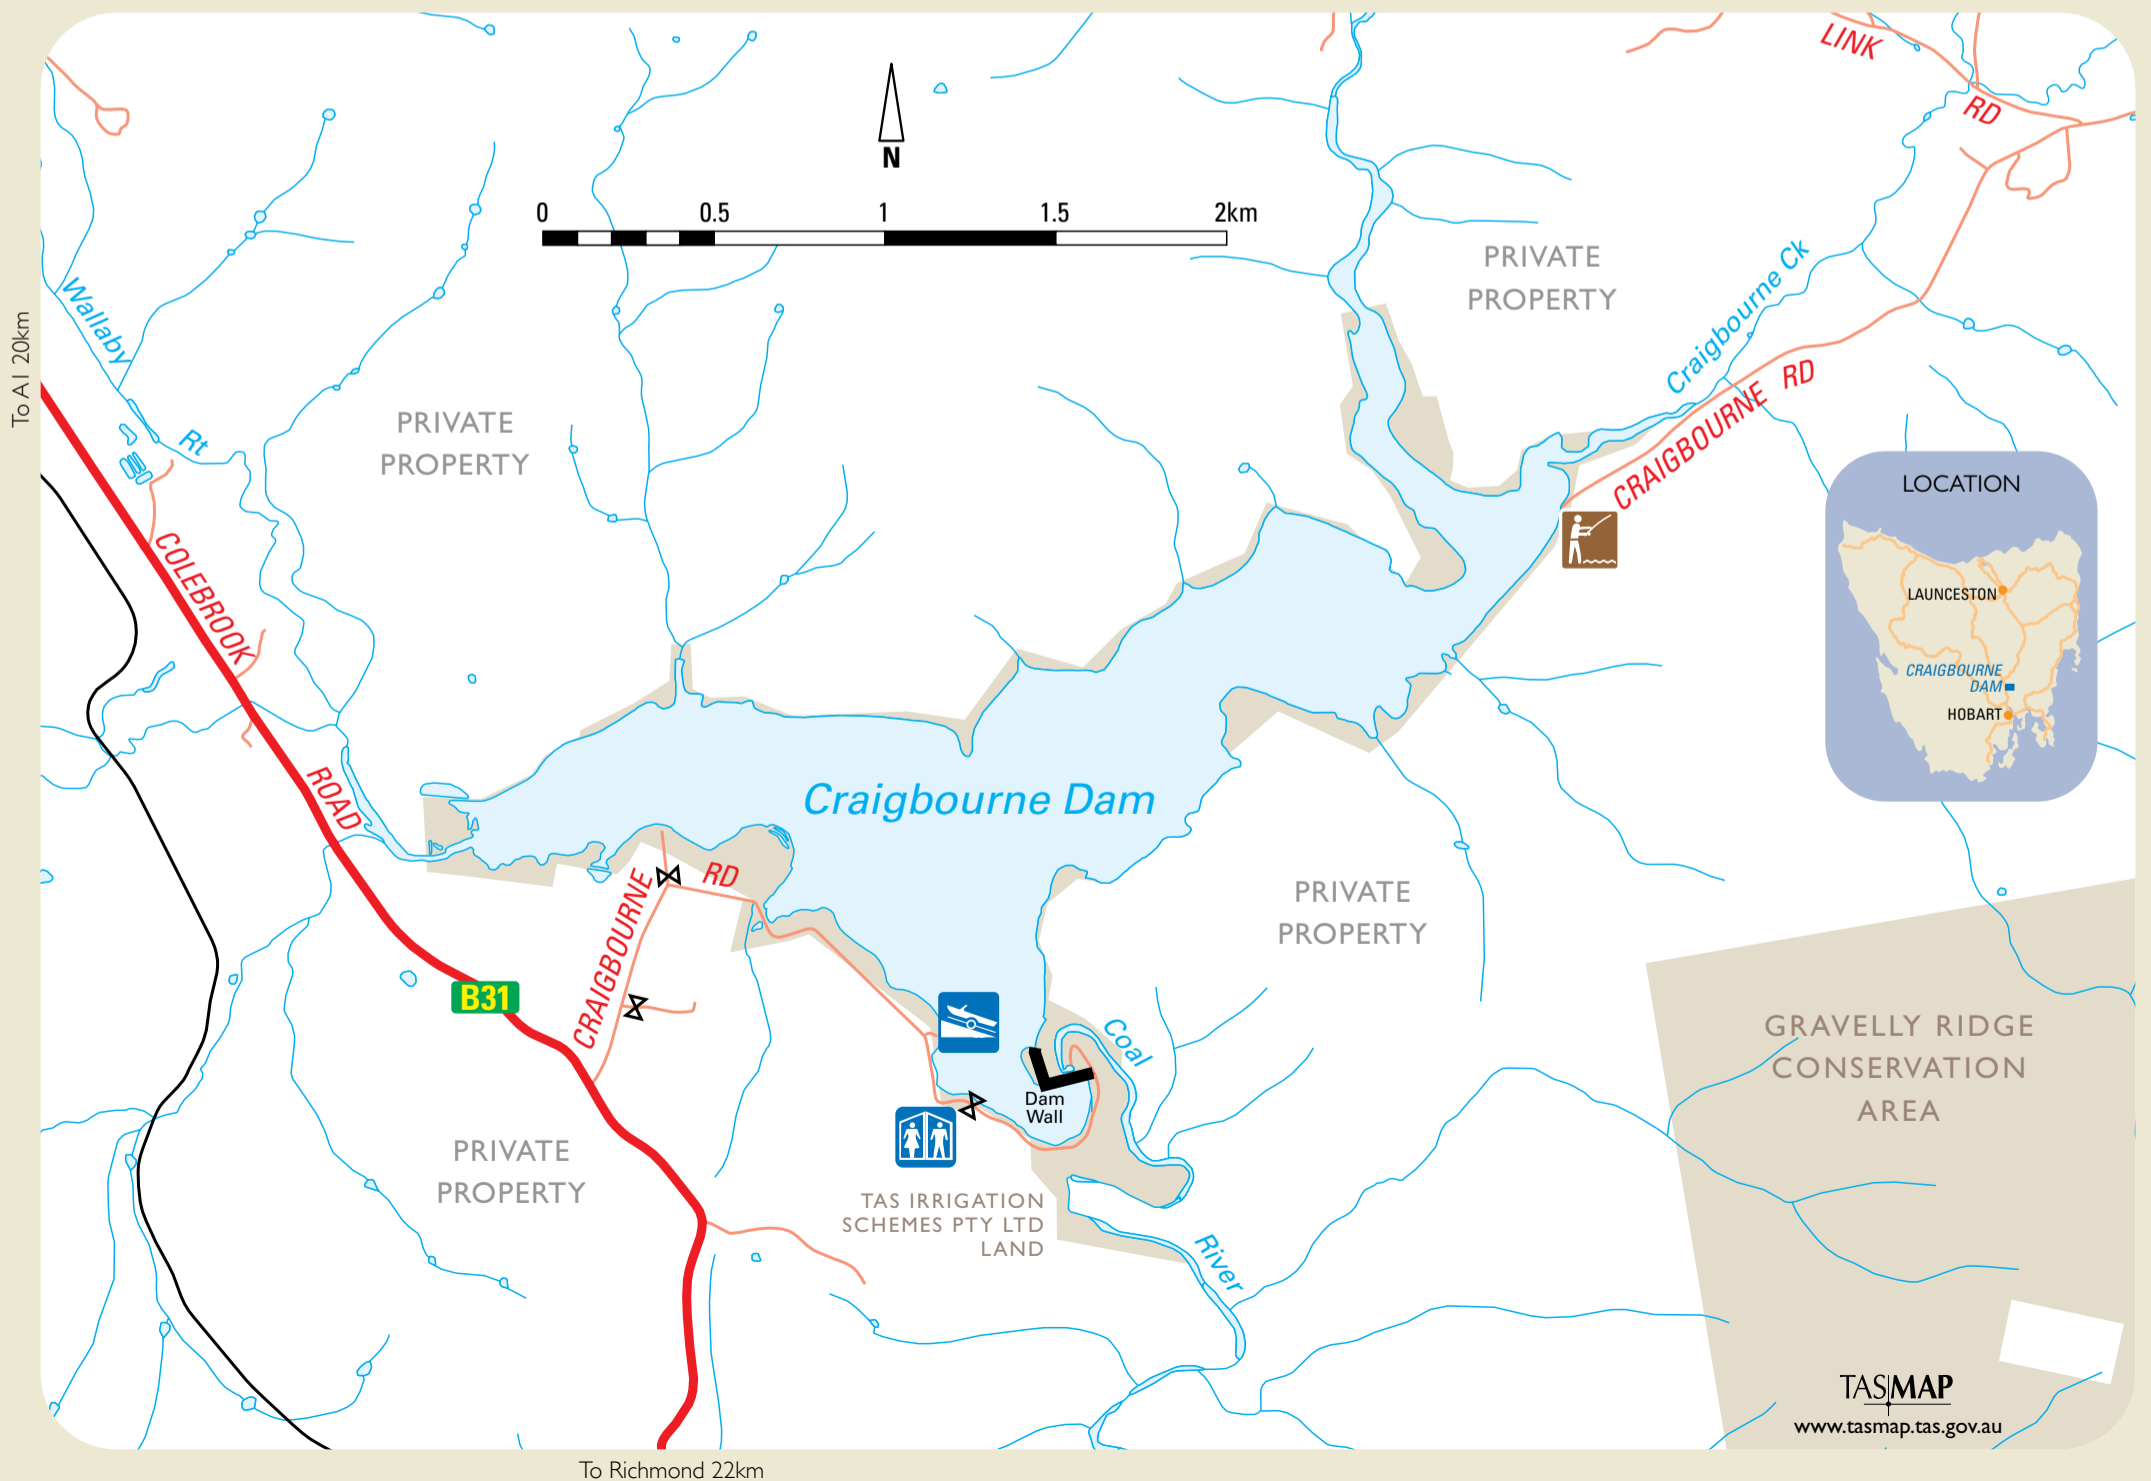 LINK
RD
N
0 0.5 1 1.5 2km
PRIVATE
PROPERTY
Craigbourne Ck
Wallaby
Rt
To A1 20km
PRIVATE
PROPERTY
CRAIGBOURNE RD
LOCATION
LAUNCESTON
CRAIGBOURNE
DAM
HOBART
COLEBROOK
ROAD
Craigbourne Dam
CRAIGBOURNE
RD
PRIVATE
PROPERTY
B31
Coal
Dam
Wall
GRAVELLY RIDGE
CONSERVATION
AREA
PRIVATE
PROPERTY
TAS IRRIGATION
SCHEMES PTY LTD
LAND
River
TASMAP
www.tasmap.tas.gov.au
To Richmond 22km